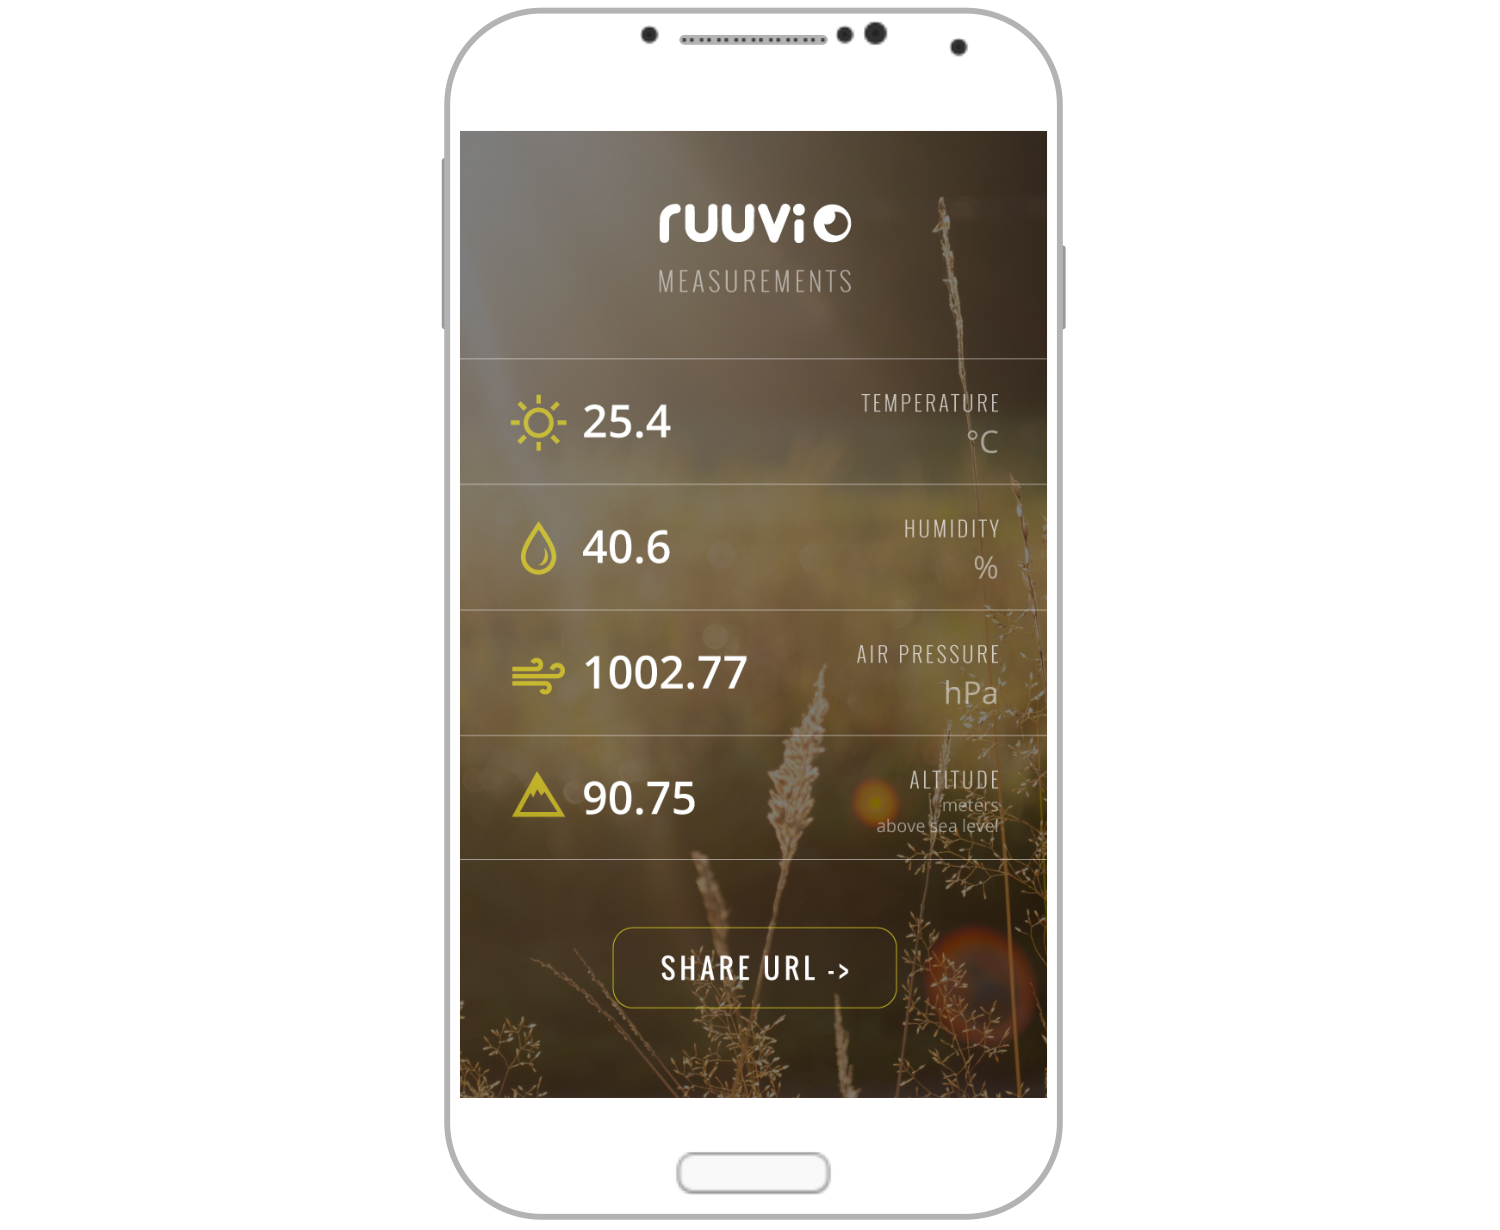 ruuvi
MEASUREMENTS
25.4
TEMPERATURE
°C
40.6
HUMIDITY
%
1002.77
AIR PRESSURE
hPa
90.75
ALTITUDE
meters
above sea level
SHARE URL ->